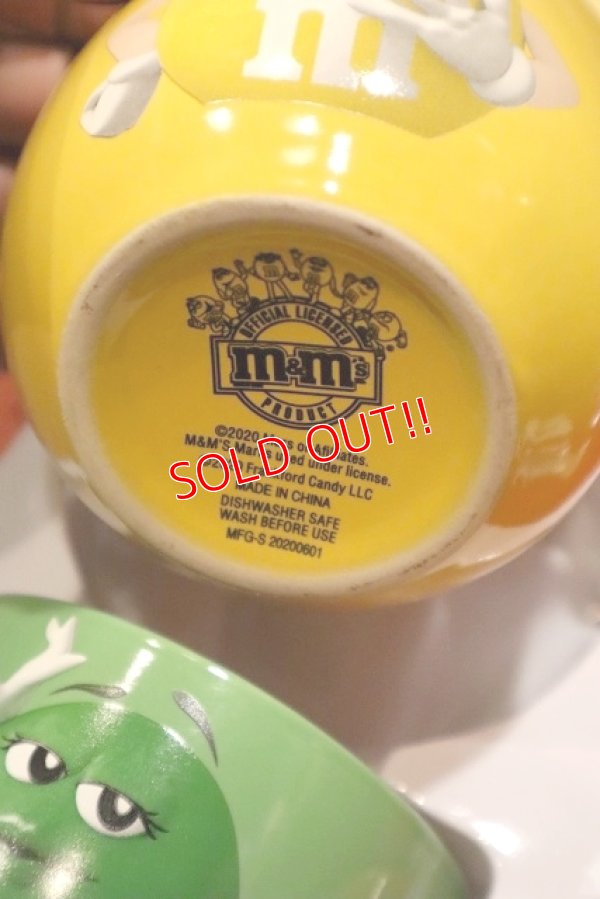 m
OFFICIAL LICENSED
m&m's
®
PRODUCT
©2020 Mars or Affiliates.
M&M'S Marks used under license.
©2020 Frankford Candy LLC
MADE IN CHINA
DISHWASHER SAFE
WASH BEFORE USE
MFG-S 20200601
SOLD OUT!!